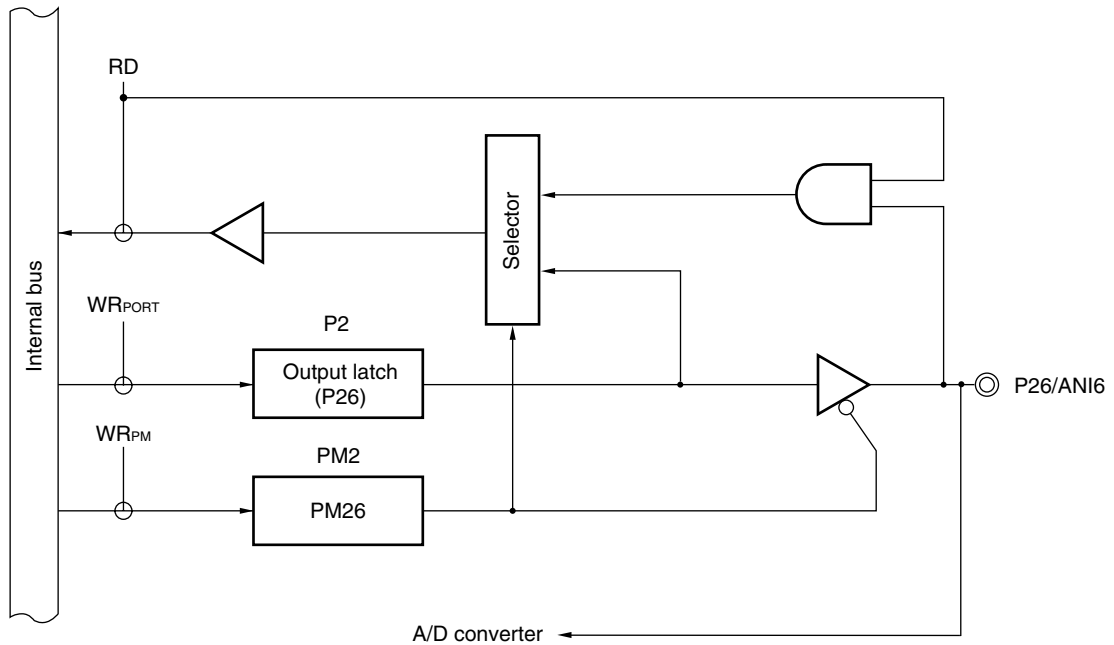 RD
Selector
Internal bus
WRPORT
P2
Output latch
(P26)
P26/ANI6
WRPM
PM2
PM26
A/D converter